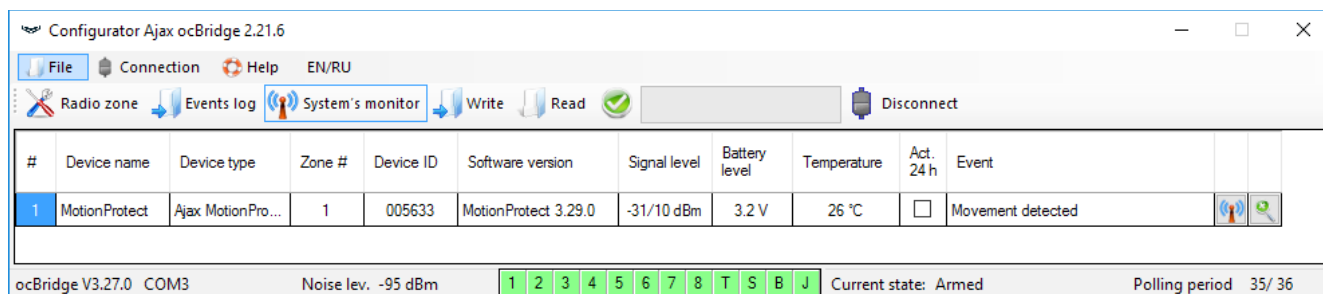 Configurator Ajax ocBridge 2.21.6
File Connection Help EN/RU
Radio zone Events log System's monitor Write Read Disconnect
# Device name Device type Zone # Device ID Software version Signal level Battery level Temperature Act. 24 h Event
1 MotionProtect Ajax MotionPro... 1 005633 MotionProtect 3.29.0 -31/10 dBm 3.2 V 26 °C Movement detected
ocBridge V3.27.0 COM3 Noise lev. -95 dBm 1 2 3 4 5 6 7 8 T S B J Current state: Armed Polling period 35/ 36